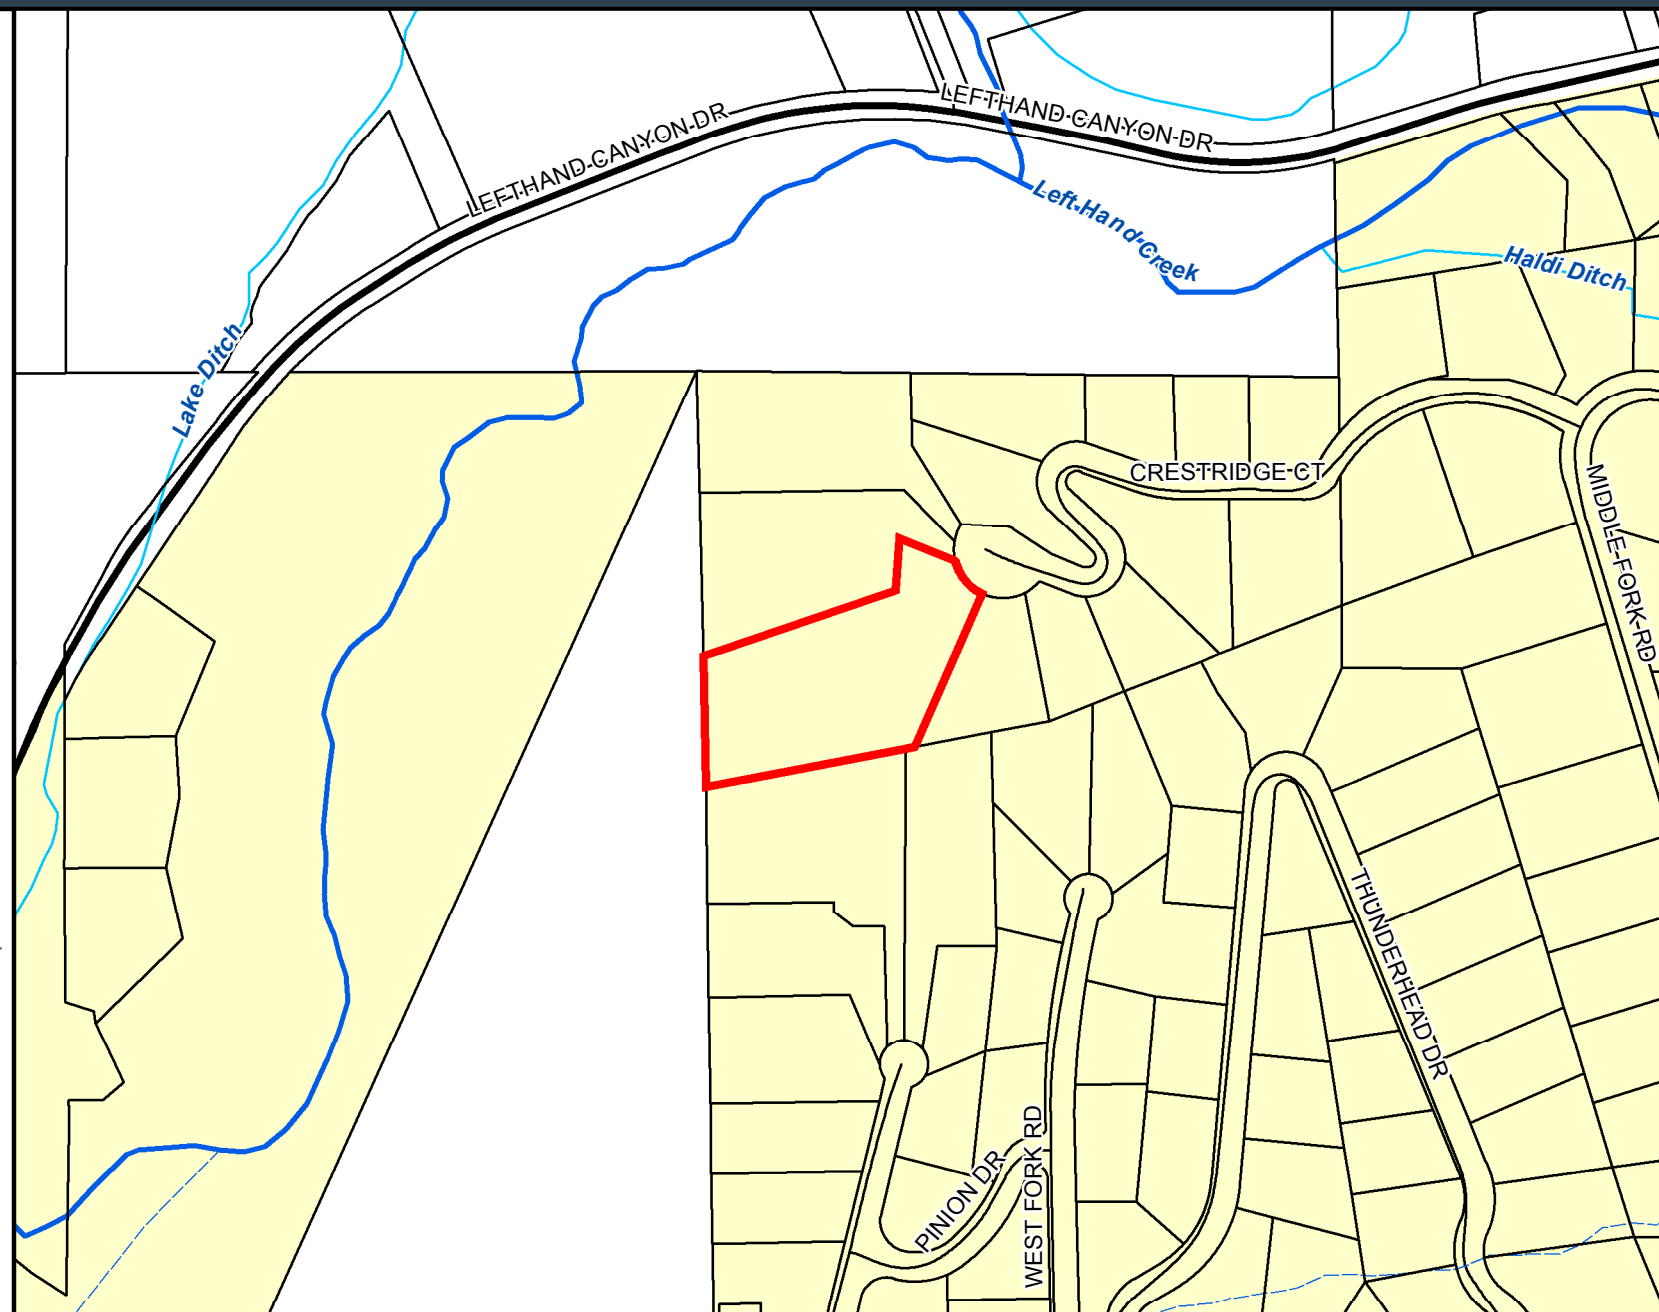 LEFTHAND CANYON DR
LEFTHAND CANYON DR
Left Hand Creek
Haldi Ditch
Lake Ditch
CRESTRIDGE CT
MIDDLE FORK RD
THUNDERHEAD DR
PINION DR
WEST FORK RD